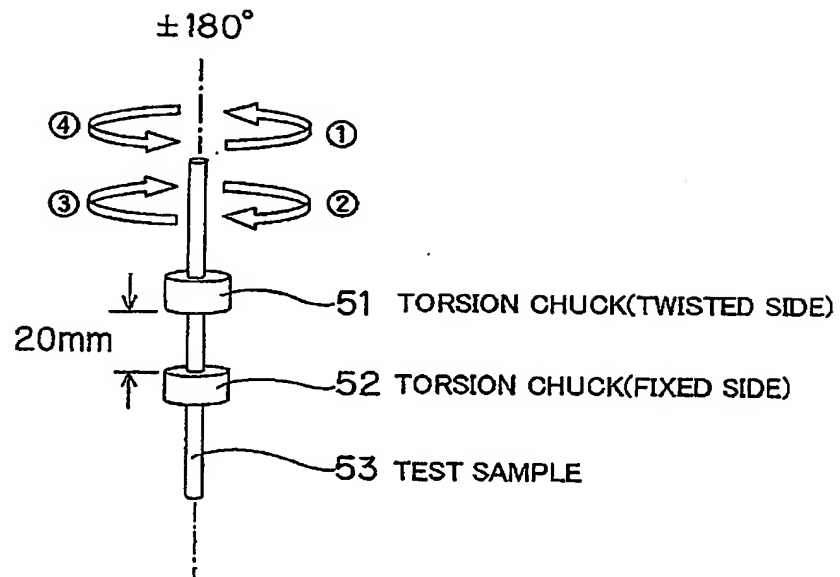 ±180°
④
①
③
②
51 TORSION CHUCK(TWISTED SIDE)
20mm
52 TORSION CHUCK(FIXED SIDE)
53 TEST SAMPLE